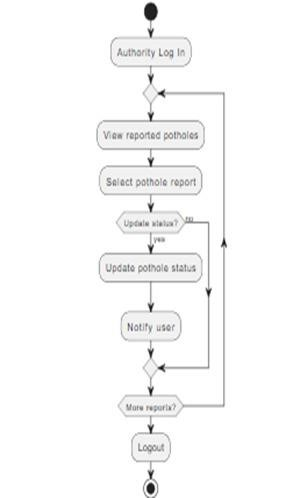 Authority Log In
View reported potholes
Select pothole report
Update status?
no
yes
Update pothole status
Notify user
More reports?
Logout